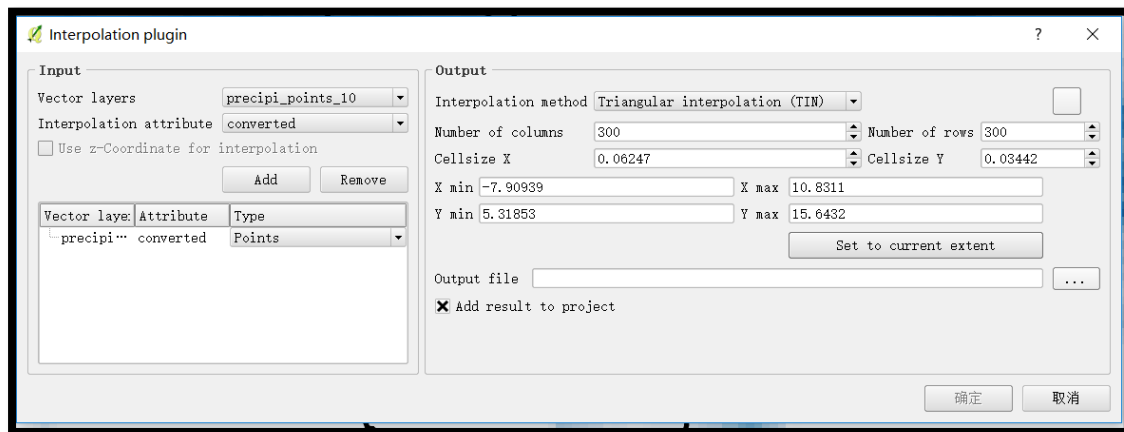 Interpolation plugin ?
Input
Vector layers precipi_points_10
Interpolation attribute converted
Use z-Coordinate for interpolation
Add Remove
Vector laye: Attribute Type
precipi… converted Points
Output
Interpolation method Triangular interpolation (TIN)
Number of columns 300 Number of rows 300
Cellsize X 0.06247 Cellsize Y 0.03442
X min -7.90939 X max 10.8311
Y min 5.31853 Y max 15.6432
Set to current extent
Output file ...
Add result to project
确定 取消